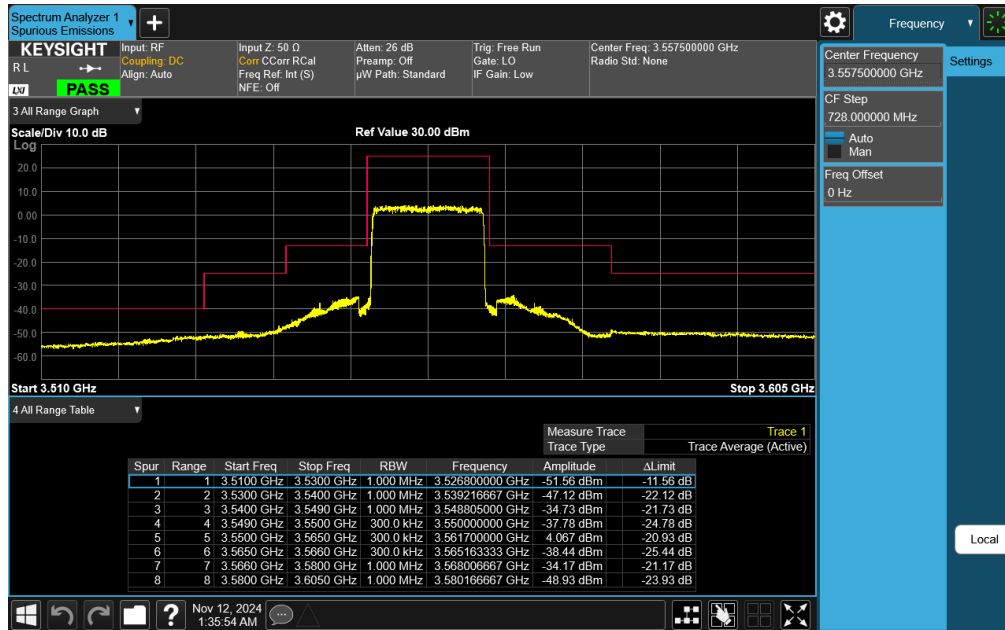 Spectrum Analyzer 1
Spurious Emissions
+
Frequency
KEYSIGHT
R L
LXI
PASS
Input: RF
Coupling: DC
Align: Auto
Input Z: 50 Ω
Corr CCorr RCal
Freq Ref: Int (S)
NFE: Off
Atten: 26 dB
Preamp: Off
µW Path: Standard
Trig: Free Run
Gate: LO
IF Gain: Low
Center Freq: 3.557500000 GHz
Radio Std: None
Center Frequency
3.557500000 GHz
Settings
CF Step
728.000000 MHz
Auto
Man
Freq Offset
0 Hz
3 All Range Graph
Scale/Div 10.0 dB
Ref Value 30.00 dBm
Log
20.0
10.0
0.00
-10.0
-20.0
-30.0
-40.0
-50.0
-60.0
Start 3.510 GHz
Stop 3.605 GHz
4 All Range Table
Measure Trace Trace 1
Trace Type Trace Average (Active)
Spur Range Start Freq Stop Freq RBW Frequency Amplitude ΔLimit
1 1 3.5100 GHz 3.5300 GHz 1.000 MHz 3.526800000 GHz -51.56 dBm -11.56 dB
2 2 3.5300 GHz 3.5400 GHz 1.000 MHz 3.539216667 GHz -47.12 dBm -22.12 dB
3 3 3.5400 GHz 3.5490 GHz 1.000 MHz 3.548805000 GHz -34.73 dBm -21.73 dB
4 4 3.5490 GHz 3.5500 GHz 300.0 kHz 3.550000000 GHz -37.78 dBm -24.78 dB
5 5 3.5500 GHz 3.5650 GHz 300.0 kHz 3.561700000 GHz 4.067 dBm -20.93 dB
6 6 3.5650 GHz 3.5660 GHz 300.0 kHz 3.565163333 GHz -38.44 dBm -25.44 dB
7 7 3.5660 GHz 3.5800 GHz 1.000 MHz 3.568006667 GHz -34.17 dBm -21.17 dB
8 8 3.5800 GHz 3.6050 GHz 1.000 MHz 3.580166667 GHz -48.93 dBm -23.93 dB
Local
?
Nov 12, 2024
1:35:54 AM